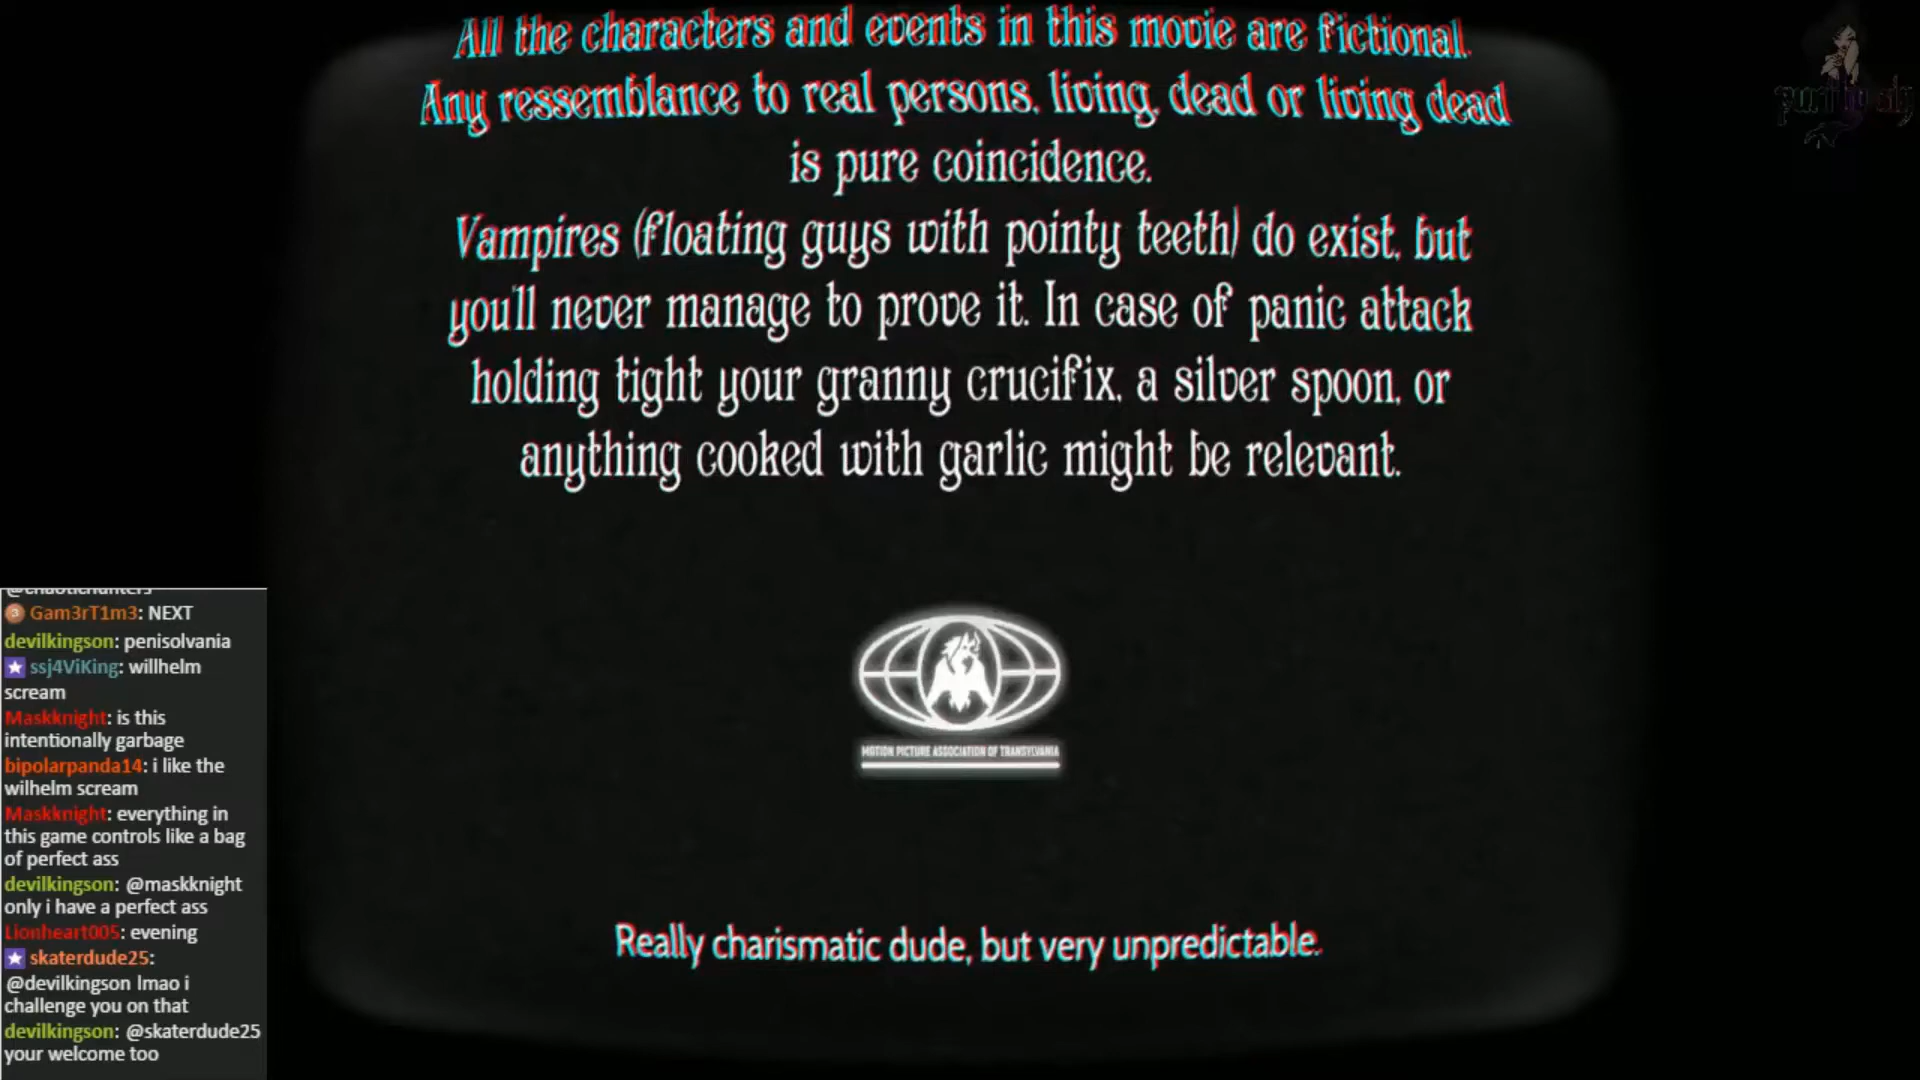 All the characters and events in this movie are fictional.
Any ressemblance to real persons, living, dead or living dead
is pure coincidence.
Vampires (floating guys with pointy teeth) do exist, but
you'll never manage to prove it. In case of panic attack
holding tight your granny crucifix, a silver spoon, or
anything cooked with garlic might be relevant.
MOTION PICTURE ASSOCIATION OF TRANSYLVANIA
Really charismatic dude, but very unpredictable.
Gam3rT1m3: NEXT
devilkingson: penisolvania
ssj4ViKing: willhelm
scream
Maskknight: is this
intentionally garbage
bipolarpanda14: i like the
wilhelm scream
Maskknight: everything in
this game controls like a bag
of perfect ass
devilkingson: @maskknight
only i have a perfect ass
Lionheart005: evening
skaterdude25:
@devilkingson lmao i
challenge you on that
devilkingson: @skaterdude25
your welcome too